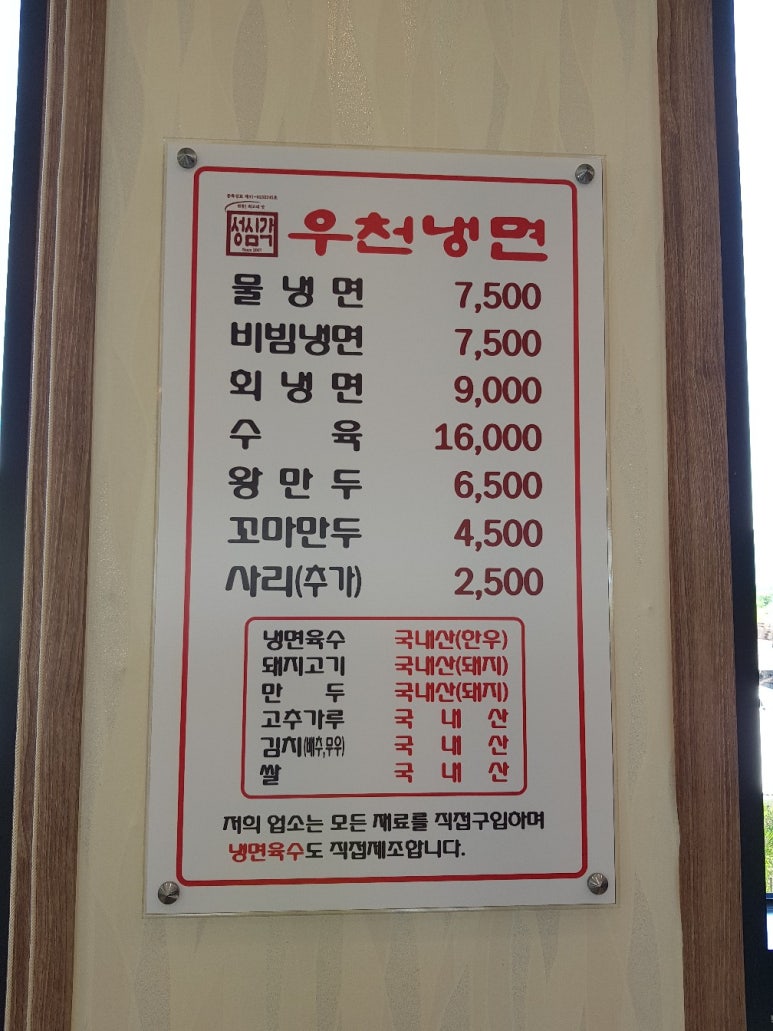 성심각
우천냉면
물냉면 7,500
비빔냉면 7,500
회냉면 9,000
수육 16,000
왕만두 6,500
꼬마만두 4,500
사리(추가) 2,500
냉면육수 국내산(한우)
돼지고기 국내산(돼지)
만두 국내산(돼지)
고추가루 국내산
김치(배추,무우) 국내산
쌀 국내산
저희 업소는 모든 재료를 직접구입하며
냉면육수도 직접제조합니다.